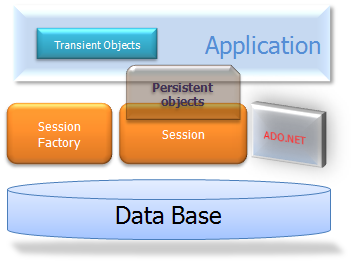 Transient Objects
Application
Persistent
objects
Session
Factory
Session
ADO.NET
Data Base